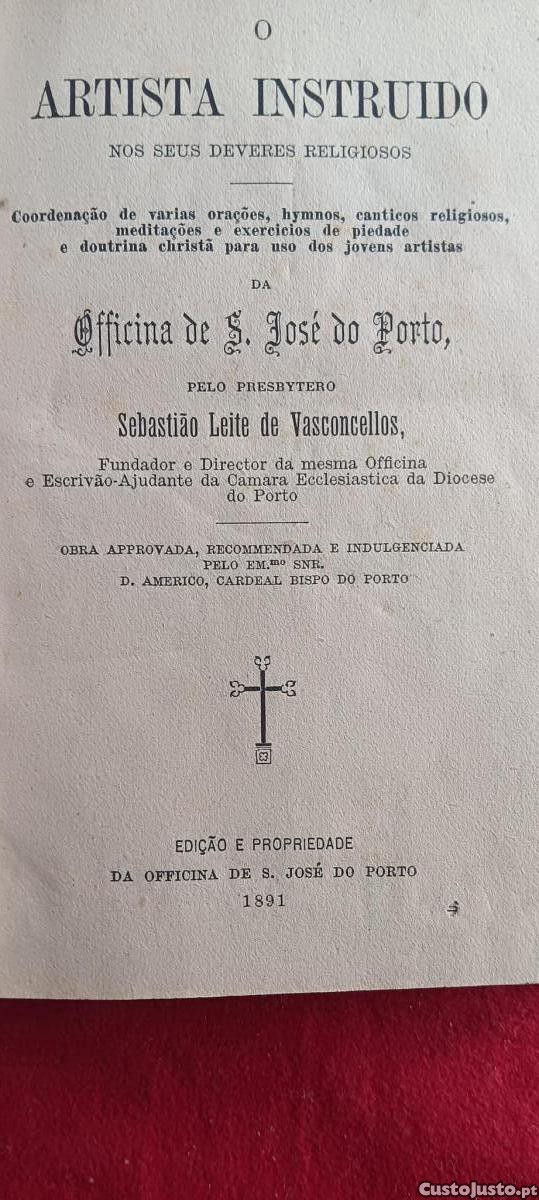 O
ARTISTA INSTRUIDO
NOS SEUS DEVERES RELIGIOSOS
Coordenação de varias orações, hymnos, canticos religiosos,
meditações e exercicios de piedade
e doutrina christã para uso dos jovens artistas
DA
Officina de S. José do Porto,
PELO PRESBYTERO
Sebastião Leite de Vasconcellos,
Fundador e Director da mesma Officina
e Escrivão-Ajudante da Camara Ecclesiastica da Diocese
do Porto
OBRA APPROVADA, RECOMMENDADA E INDULGENCIADA
PELO EM.mo SNR.
D. AMERICO, CARDEAL BISPO DO PORTO
EDIÇÃO E PROPRIEDADE
DA OFFICINA DE S. JOSÉ DO PORTO
1891
CustoJusto.pt